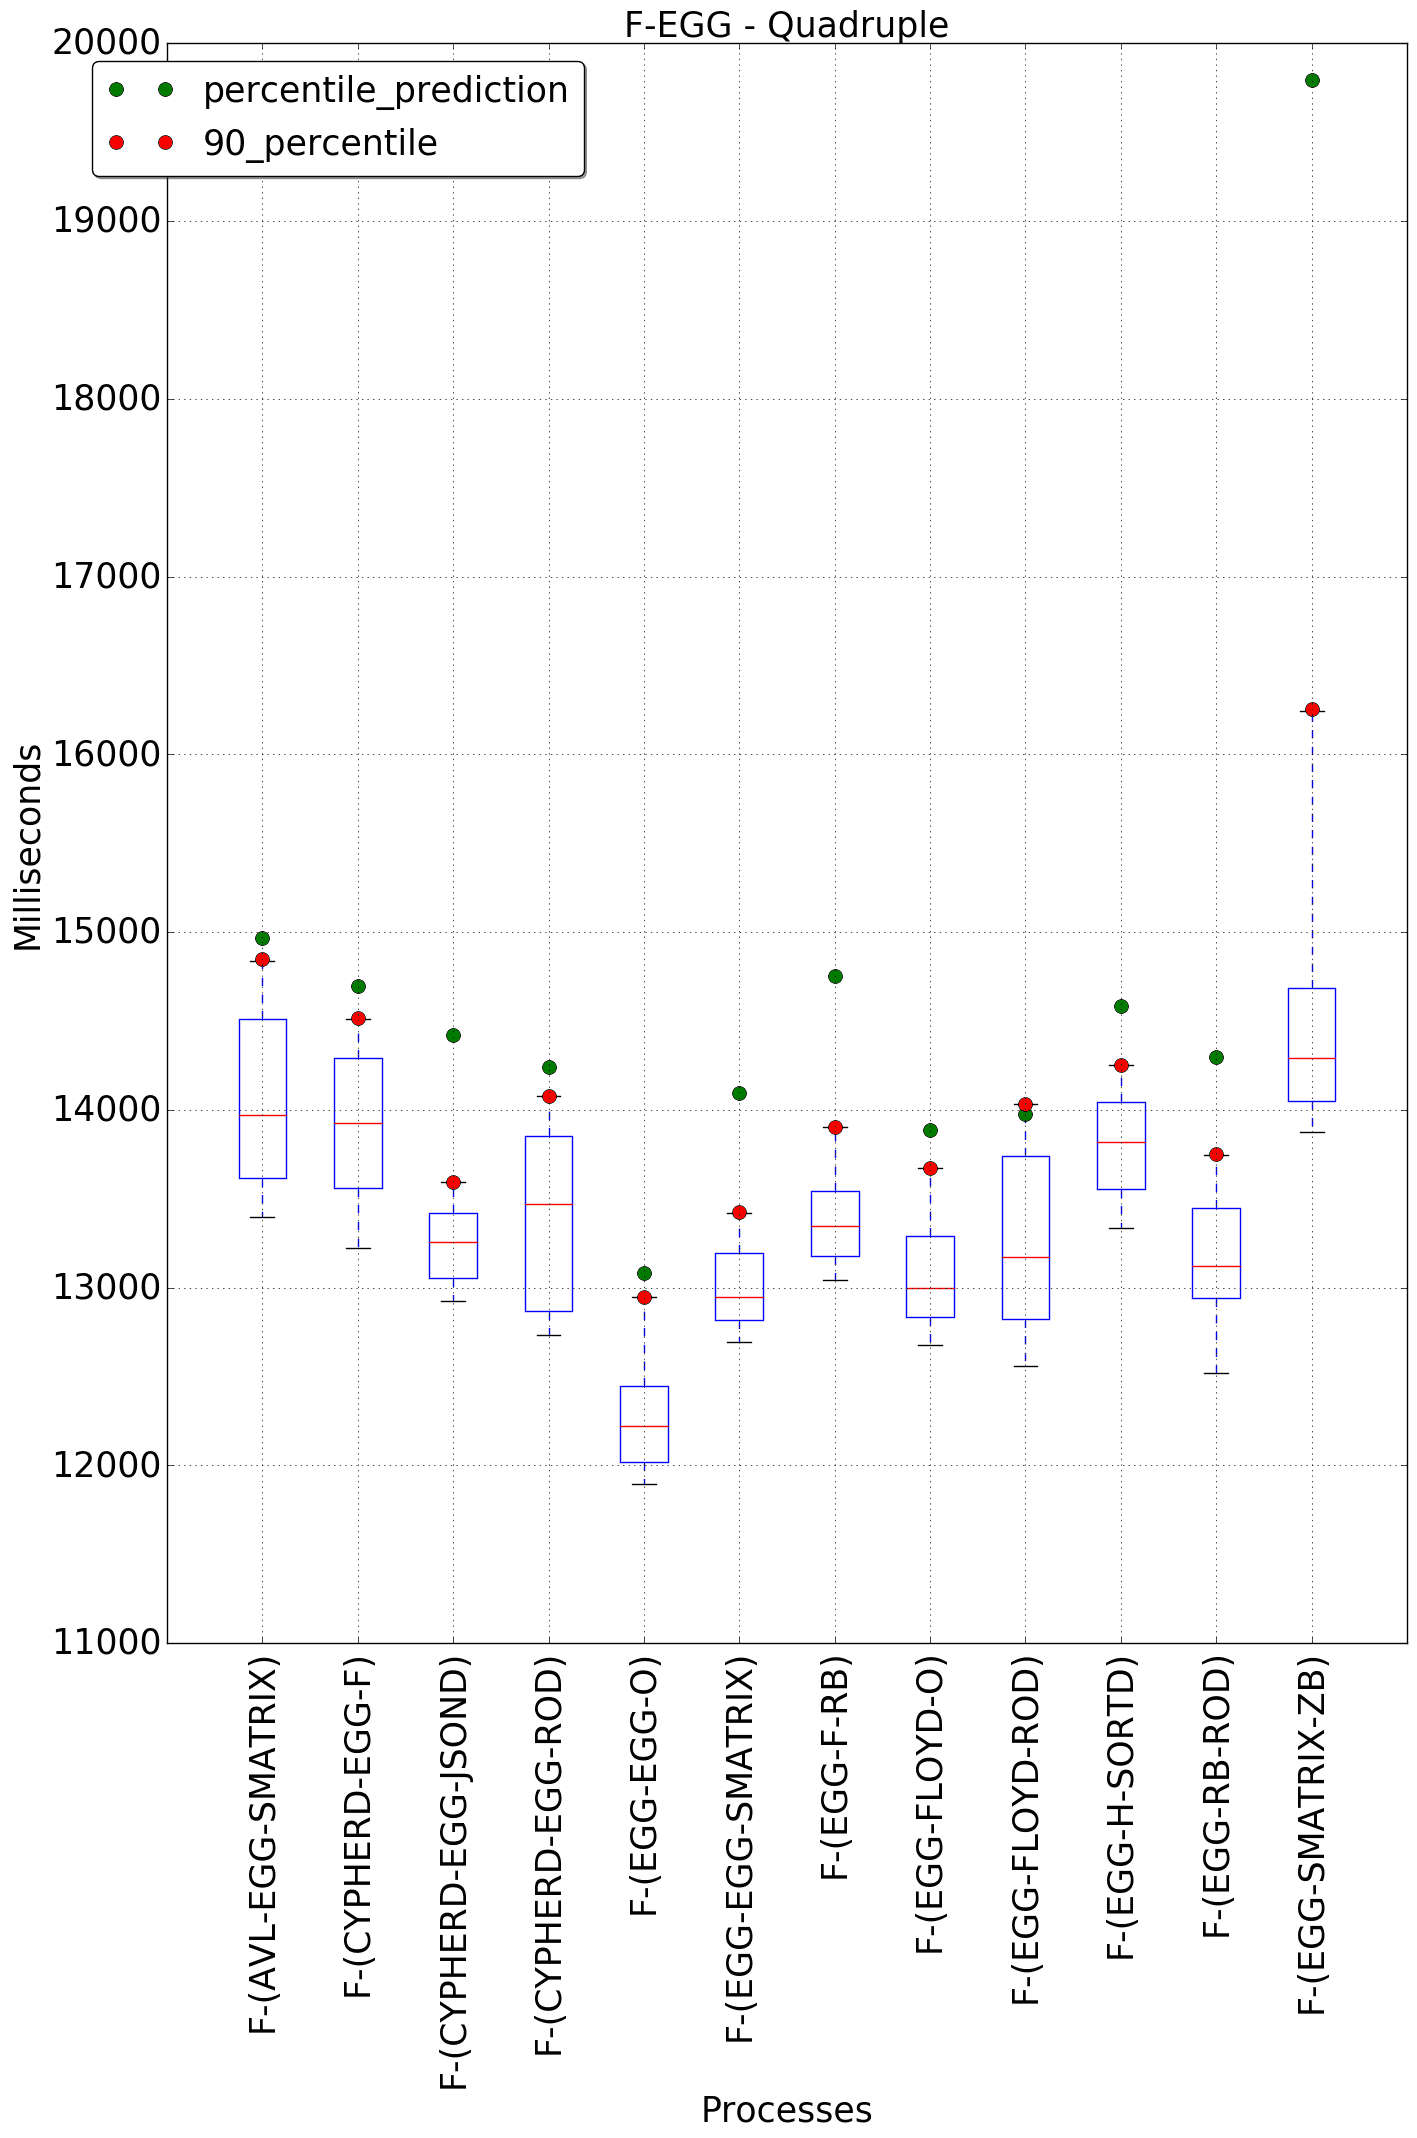 F-EGG - Quadruple
20000
19000
18000
17000
16000
15000
14000
13000
12000
11000
percentile_prediction
90_percentile
Milliseconds
F-(AVL-EGG-SMATRIX)
F-(CYPHERD-EGG-F)
F-(CYPHERD-EGG-JSOND)
F-(CYPHERD-EGG-ROD)
F-(EGG-EGG-O)
F-(EGG-EGG-SMATRIX)
F-(EGG-F-RB)
F-(EGG-FLOYD-O)
F-(EGG-FLOYD-ROD)
F-(EGG-H-SORTD)
F-(EGG-RB-ROD)
F-(EGG-SMATRIX-ZB)
Processes